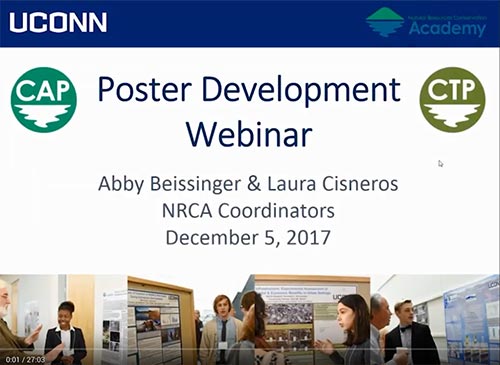 UCONN
Natural Resources Conservation
Academy
CAP
CTP
Poster Development
Webinar
Abby Beissinger & Laura Cisneros
NRCA Coordinators
December 5, 2017
UCONN
0:01 / 27:03